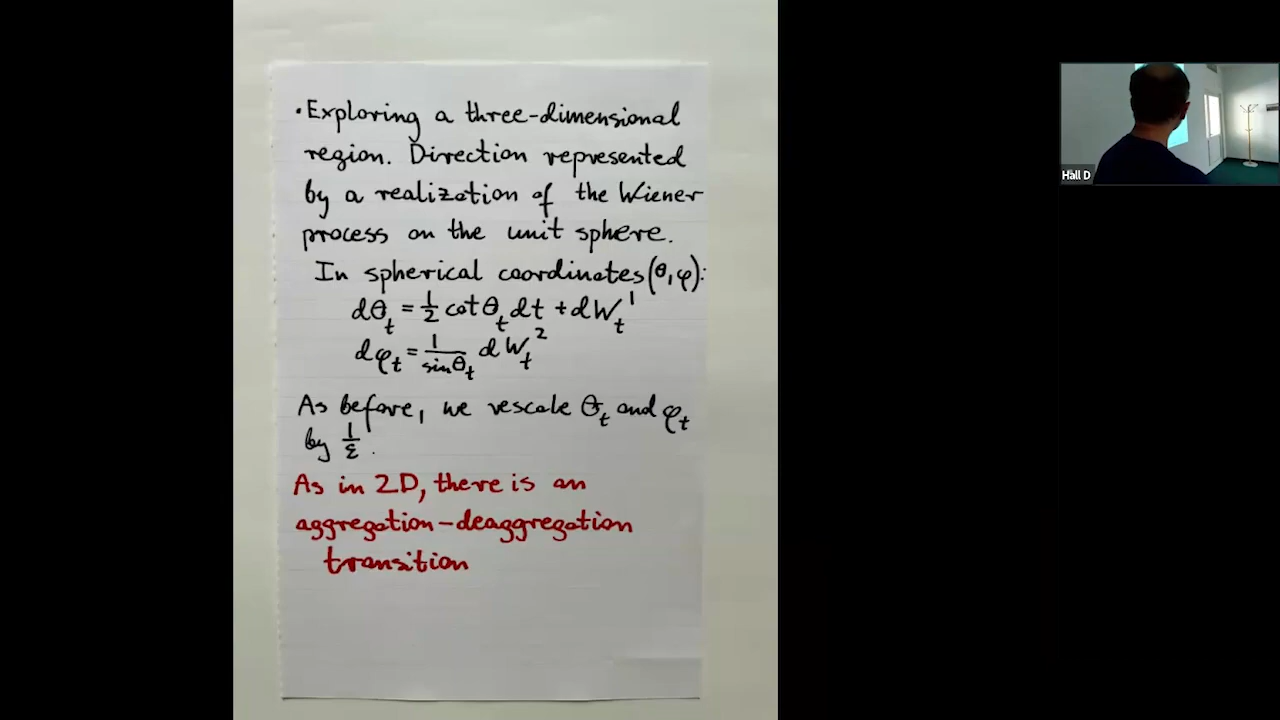 • Exploring a three-dimensional
region. Direction represented
by a realization of the Wiener
process on the unit sphere.
In spherical coordinates (θ, φ):
dθ_t = 1/2 cot θ_t dt + dW_t^1
dφ_t = 1/sin θ_t dW_t^2
As before, we rescale θ_t and φ_t
by 1/ε.
As in 2D, there is an
aggregation-deaggregation
transition
Hall D